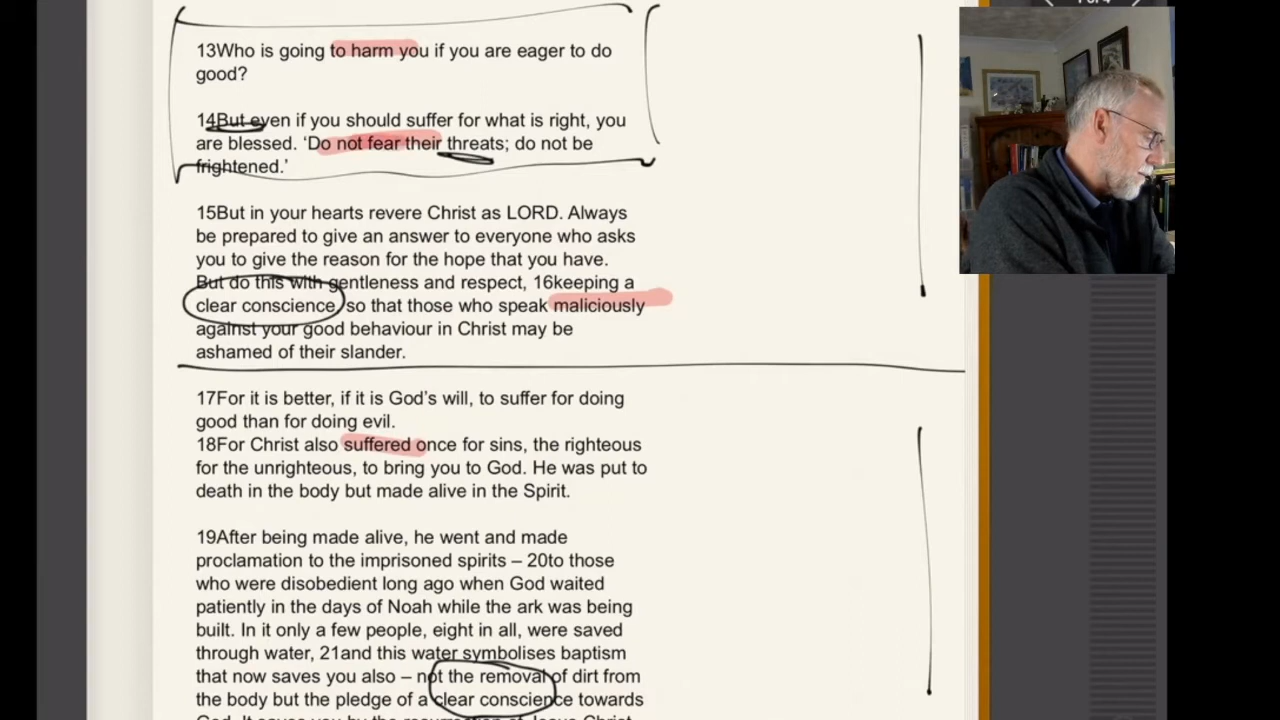 13Who is going to harm you if you are eager to do
good?
14But even if you should suffer for what is right, you
are blessed. ‘Do not fear their threats; do not be
frightened.’
15But in your hearts revere Christ as LORD. Always
be prepared to give an answer to everyone who asks
you to give the reason for the hope that you have.
But do this with gentleness and respect, 16keeping a
clear conscience, so that those who speak maliciously
against your good behaviour in Christ may be
ashamed of their slander.
17For it is better, if it is God’s will, to suffer for doing
good than for doing evil.
18For Christ also suffered once for sins, the righteous
for the unrighteous, to bring you to God. He was put to
death in the body but made alive in the Spirit.
19After being made alive, he went and made
proclamation to the imprisoned spirits – 20to those
who were disobedient long ago when God waited
patiently in the days of Noah while the ark was being
built. In it only a few people, eight in all, were saved
through water, 21and this water symbolises baptism
that now saves you also – not the removal of dirt from
the body but the pledge of a clear conscience towards